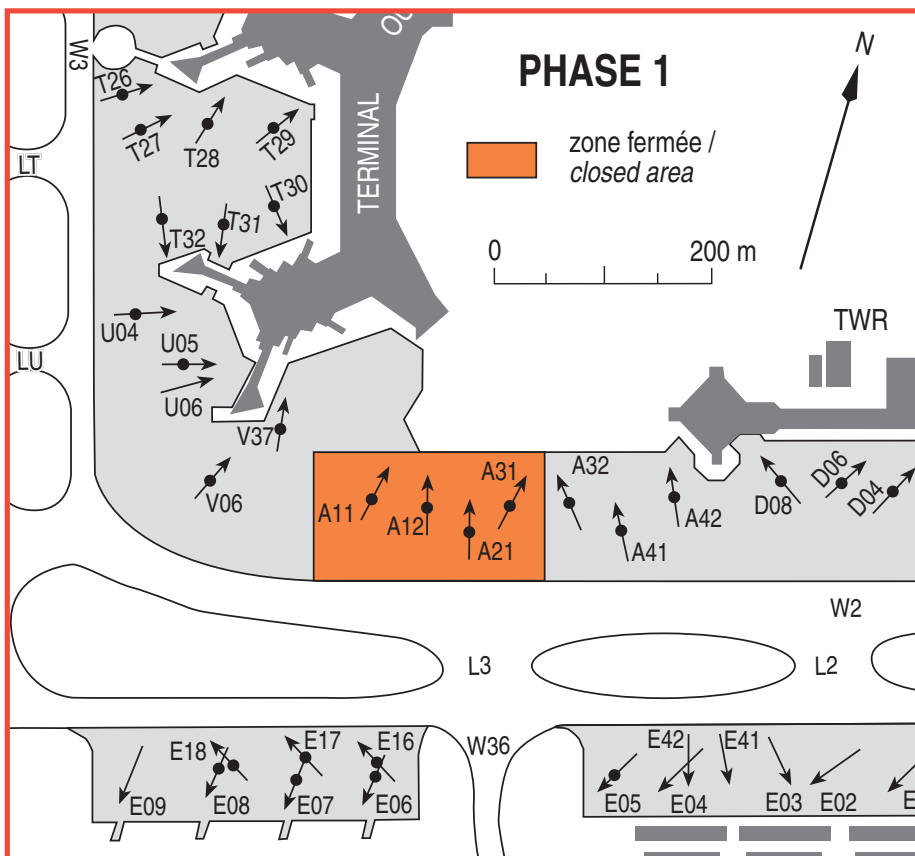 OU
W3
T26
T27
T28
T29
PHASE 1
N
zone fermée /
closed area
LT
TERMINAL
T30
T31
T32
0
200 m
U04
U05
TWR
LU
U06
V37
V06
A11
A12
A31
A21
A32
A41
A42
D08
D06
D04
W2
L3
L2
W36
E18
E17
E16
E42
E41
E09
E08
E07
E06
E05
E04
E03
E02
E